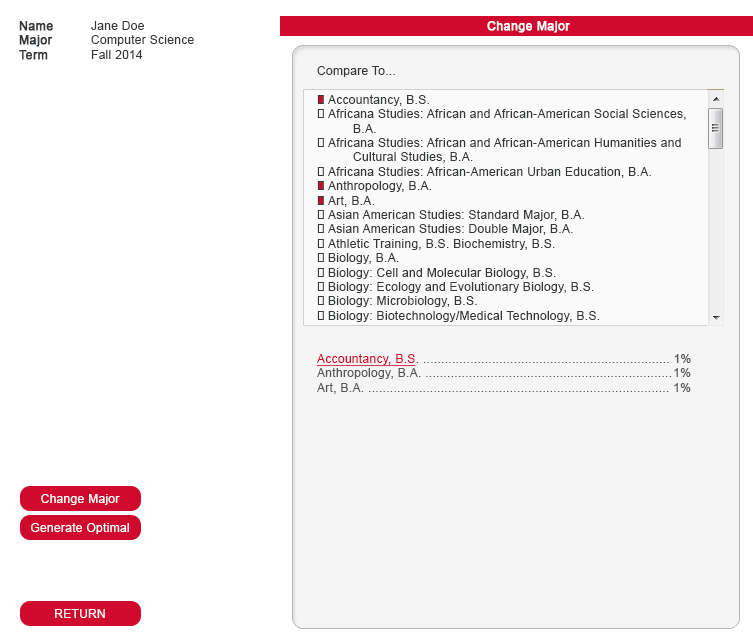 Name Jane Doe
Major Computer Science
Term Fall 2014
Change Major
Compare To...
Accountancy, B.S.
Africana Studies: African and African-American Social Sciences,
B.A.
Africana Studies: African and African-American Humanities and
Cultural Studies, B.A.
Africana Studies: African-American Urban Education, B.A.
Anthropology, B.A.
Art, B.A.
Asian American Studies: Standard Major, B.A.
Asian American Studies: Double Major, B.A.
Athletic Training, B.S. Biochemistry, B.S.
Biology, B.A.
Biology: Cell and Molecular Biology, B.S.
Biology: Ecology and Evolutionary Biology, B.S.
Biology: Microbiology, B.S.
Biology: Biotechnology/Medical Technology, B.S.
Accountancy, B.S. ..................................................................... 1%
Anthropology, B.A. .....................................................................1%
Art, B.A. .................................................................................... 1%
Change Major
Generate Optimal
RETURN